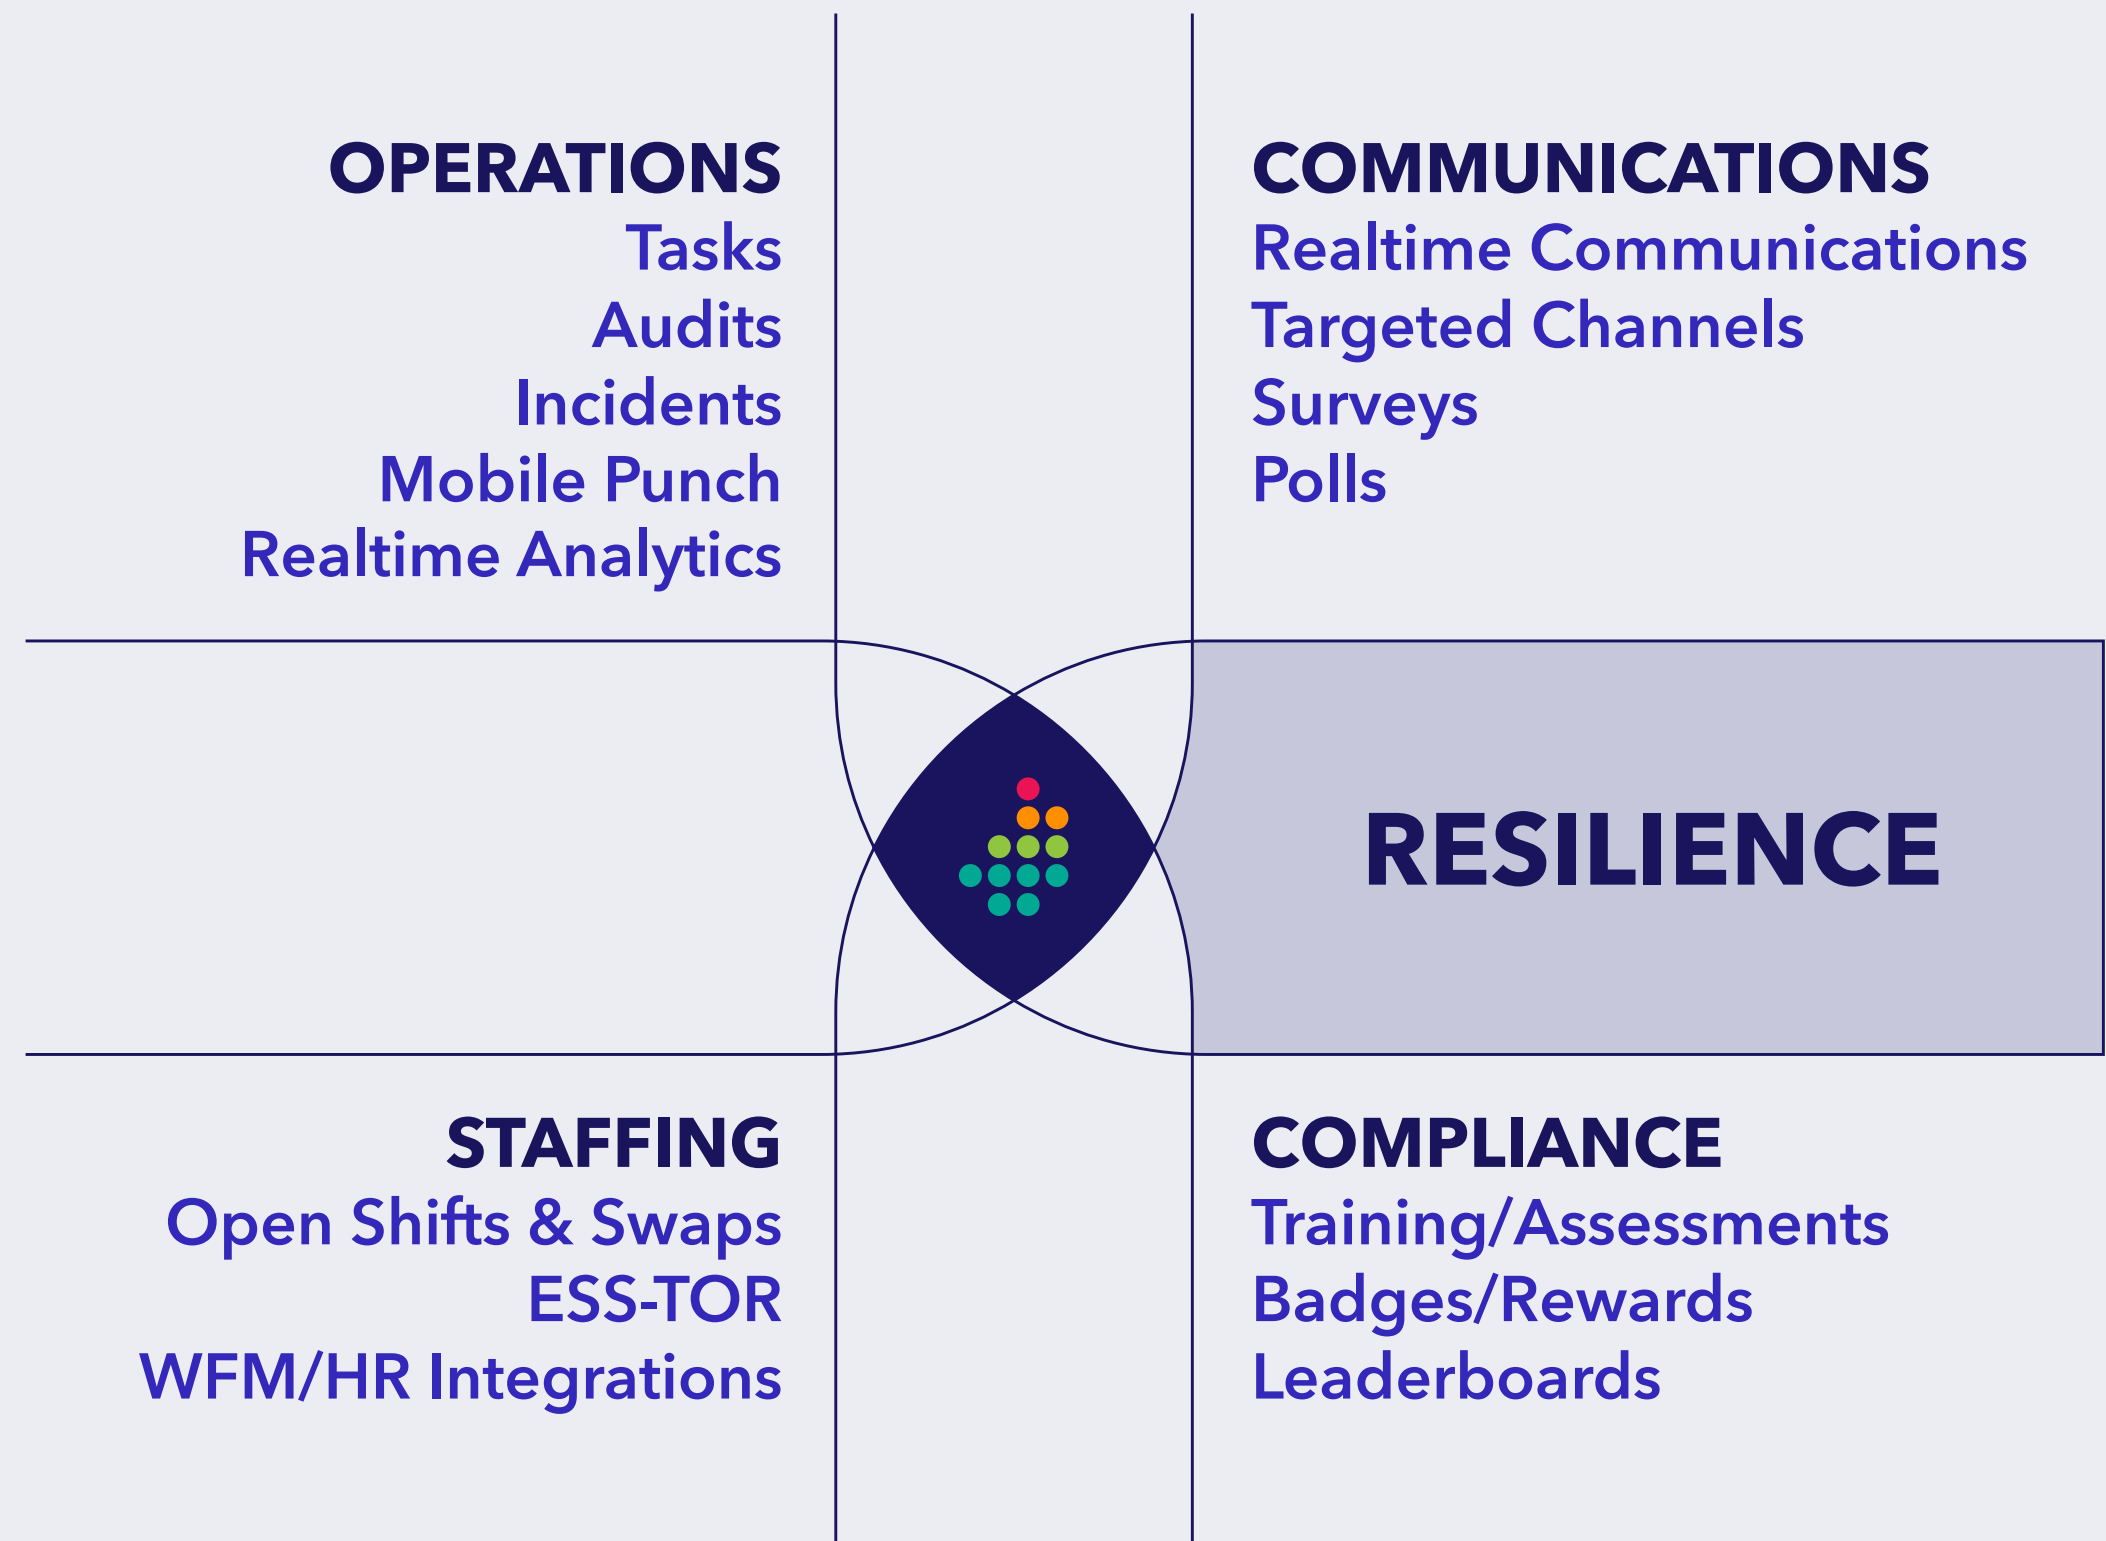 OPERATIONS
Tasks
Audits
Incidents
Mobile Punch
Realtime Analytics
COMMUNICATIONS
Realtime Communications
Targeted Channels
Surveys
Polls
RESILIENCE
STAFFING
Open Shifts & Swaps
ESS-TOR
WFM/HR Integrations
COMPLIANCE
Training/Assessments
Badges/Rewards
Leaderboards